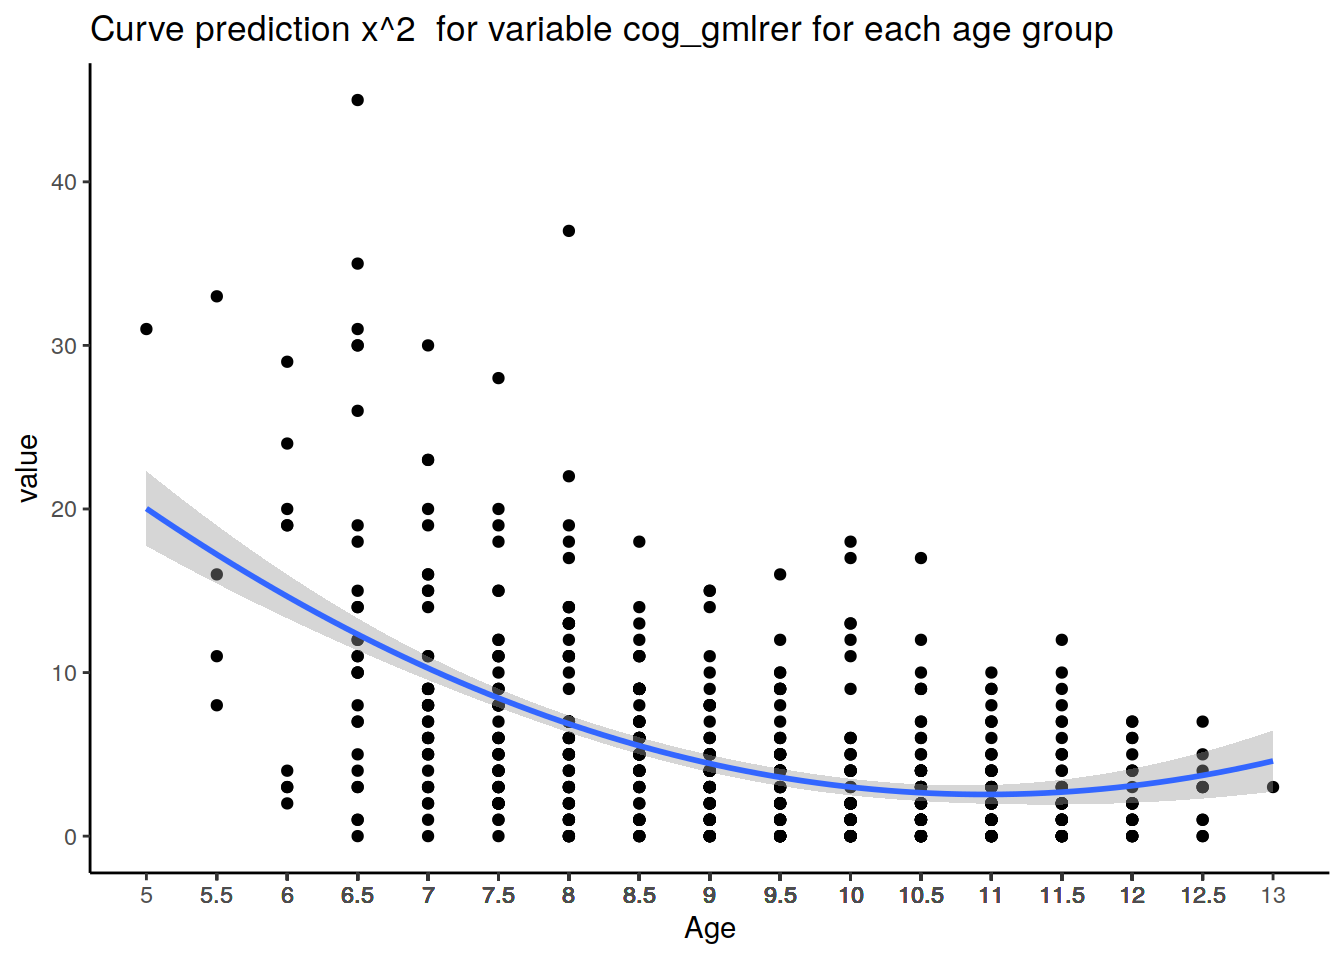 Curve prediction x^2  for variable cog_gmlrer for each age group
40
30
20
10
0
value
5 5.5 6 6.5 7 7.5 8 8.5 9 9.5 10 10.5 11 11.5 12 12.5 13
Age